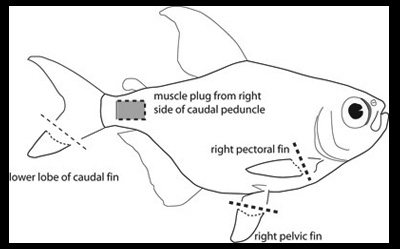 muscle plug from right
side of caudal peduncle
right pectoral fin
lower lobe of caudal fin
right pelvic fin